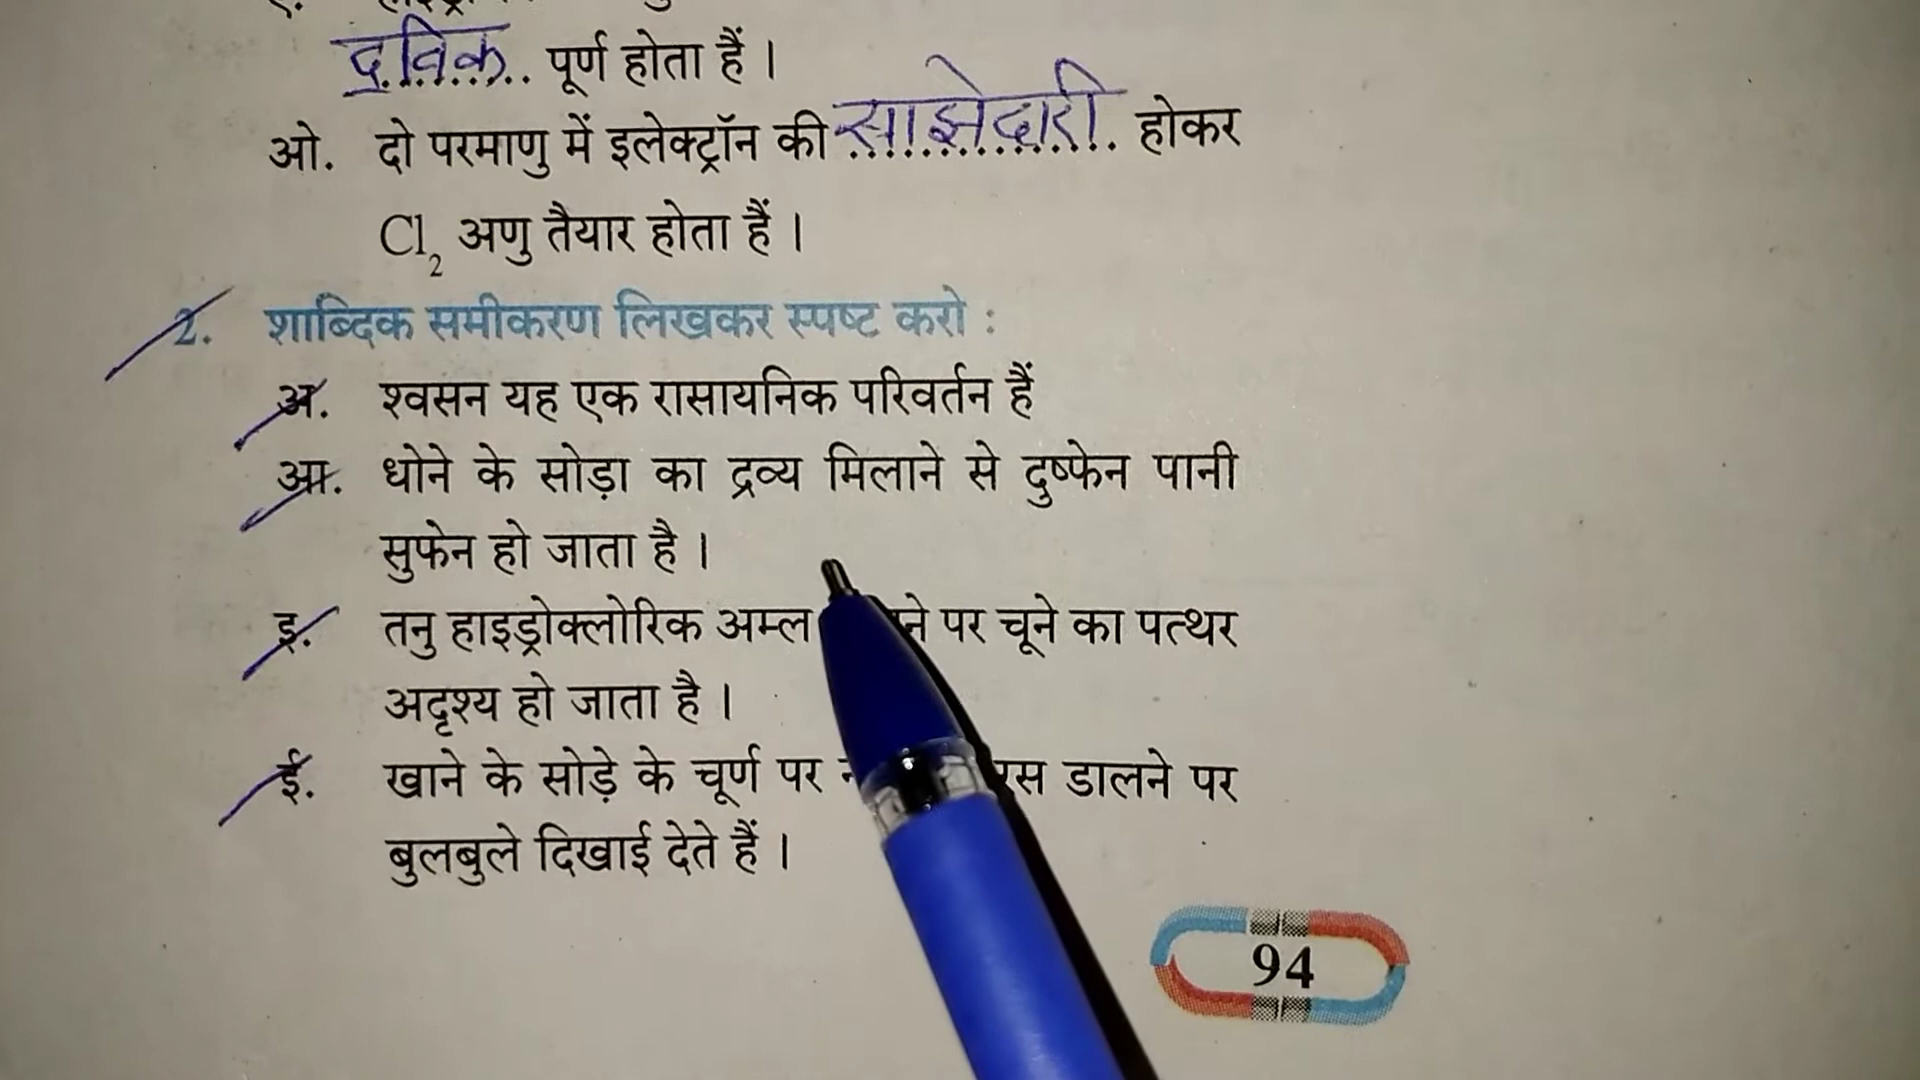 द्रविक पूर्ण होता हैं ।
ओ. दो परमाणु में इलेक्ट्रॉन की साझेदारी होकर
Cl₂ अणु तैयार होता हैं ।
2. शाब्दिक समीकरण लिखकर स्पष्ट करो :
अ. श्वसन यह एक रासायनिक परिवर्तन हैं
आ. धोने के सोड़ा का द्रव्य मिलाने से दुष्फेन पानी
सुफेन हो जाता है ।
इ. तनु हाइड्रोक्लोरिक अम्ल पर चूने का पत्थर
अदृश्य हो जाता है ।
ई. खाने के सोड़े के चूर्ण पर डालने पर
बुलबुले दिखाई देते हैं ।
94